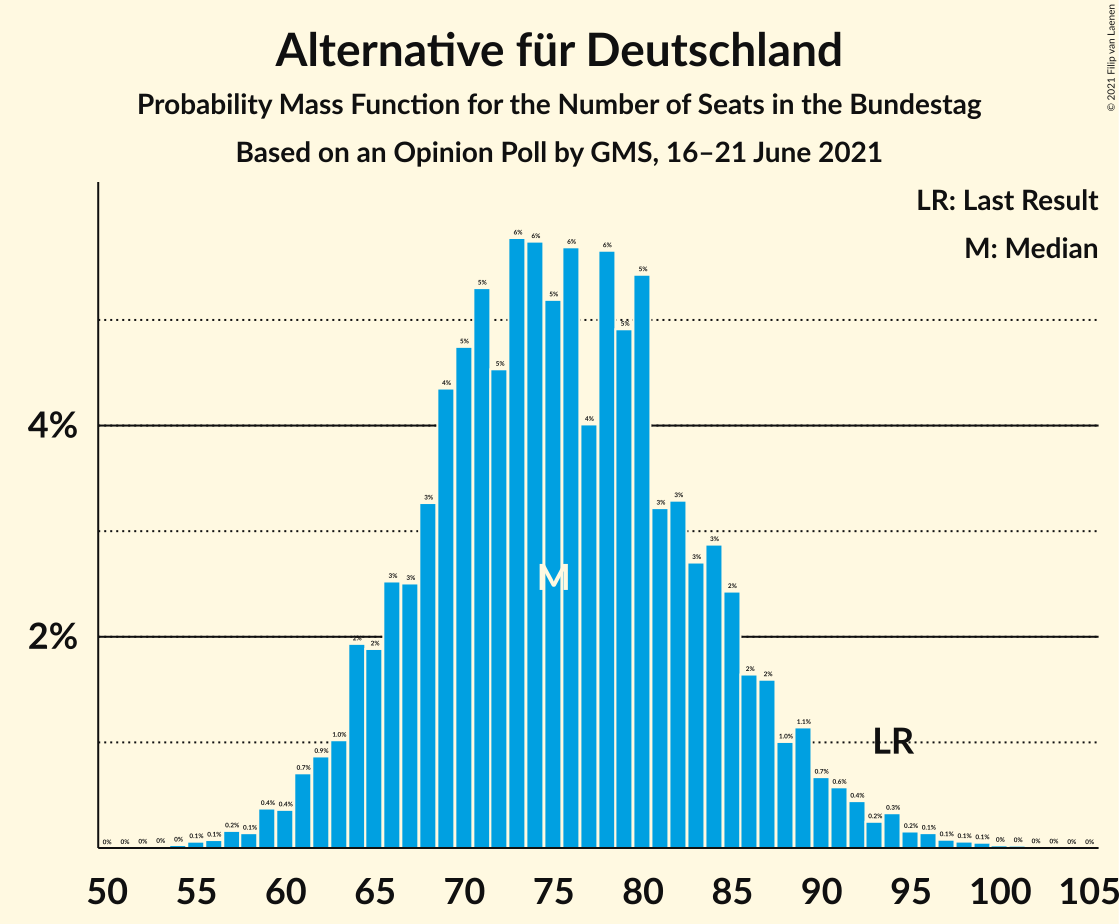 Alternative für Deutschland
Probability Mass Function for the Number of Seats in the Bundestag
Based on an Opinion Poll by GMS, 16–21 June 2021
© 2021 Filip van Laenen
LR: Last Result
M: Median
4%
2%
0% 0% 0% 0% 0% 0.1% 0.1% 0.2% 0.1% 0.4% 0.4% 0.7% 0.9% 1.0% 2% 2% 3% 3% 3% 4% 5% 5% 5% 6% 6% 5% 6% 4% 6% 5% 5% 3% 3% 3% 3% 2% 2% 2% 1.0% 1.1% 0.7% 0.6% 0.4% 0.2% 0.3% 0.2% 0.1% 0.1% 0.1% 0.1% 0% 0% 0% 0% 0% 0%
M
LR
50 55 60 65 70 75 80 85 90 95 100 105